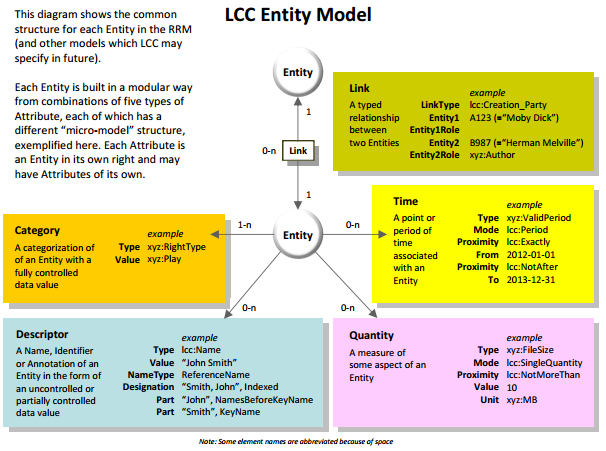 LCC Entity Model
This diagram shows the common
structure for each Entity in the RRM
(and other models which LCC may
specify in future).
Each Entity is built in a modular way
from combinations of five types of
Attribute, each of which has a
different “micro-model” structure,
exemplified here. Each Attribute is
an Entity in its own right and may
have Attributes of its own.
Entity
1
0-n
Link
1
Entity
1-n
0-n
0-n
0-n
Link
example
A typed
relationship
between
two Entities
LinkType lcc:Creation_Party
Entity1 A123 (=“Moby Dick”)
Entity1Role
Entity2 B987 (=“Herman Melville”)
Entity2Role xyz:Author
Time
example
A point or
period of
time
associated
with an
Entity
Type xyz:ValidPeriod
Mode lcc:Period
Proximity lcc:Exactly
From 2012-01-01
Proximity lcc:NotAfter
To 2013-12-31
Category
example
A categorization of
of an Entity with a
fully controlled
data value
Type xyz:RightType
Value xyz:Play
Descriptor
example
A Name, Identifier
or Annotation of an
Entity in the form of
an uncontrolled or
partially controlled
data value
Type lcc:Name
Value “John Smith”
NameType ReferenceName
Designation “Smith, John”, Indexed
Part “John”, NamesBeforeKeyName
Part “Smith”, KeyName
Quantity
example
A measure of
some aspect of an
Entity
Type xyz:FileSize
Mode lcc:SingleQuantity
Proximity lcc:NotMoreThan
Value 10
Unit xyz:MB
Note: Some element names are abbreviated because of space